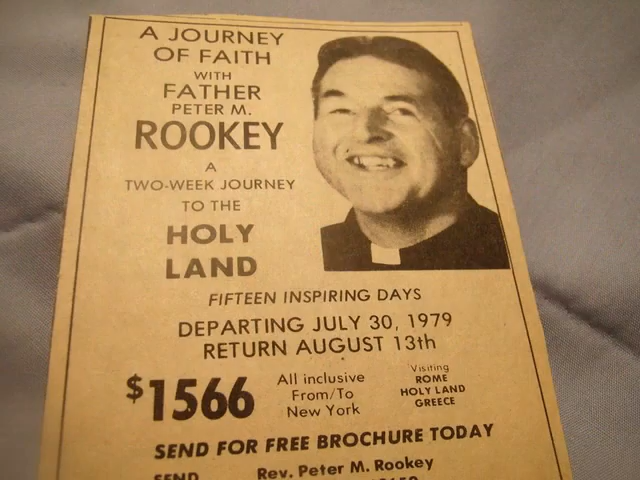 A JOURNEY
OF FAITH
WITH
FATHER
PETER M.
ROOKEY
A
TWO-WEEK JOURNEY
TO THE
HOLY
LAND
FIFTEEN INSPIRING DAYS
DEPARTING JULY 30, 1979
RETURN AUGUST 13th
$1566
All inclusive
From/To
New York
Visiting
ROME
HOLY LAND
GREECE
SEND FOR FREE BROCHURE TODAY
SEND
Rev. Peter M. Rookey